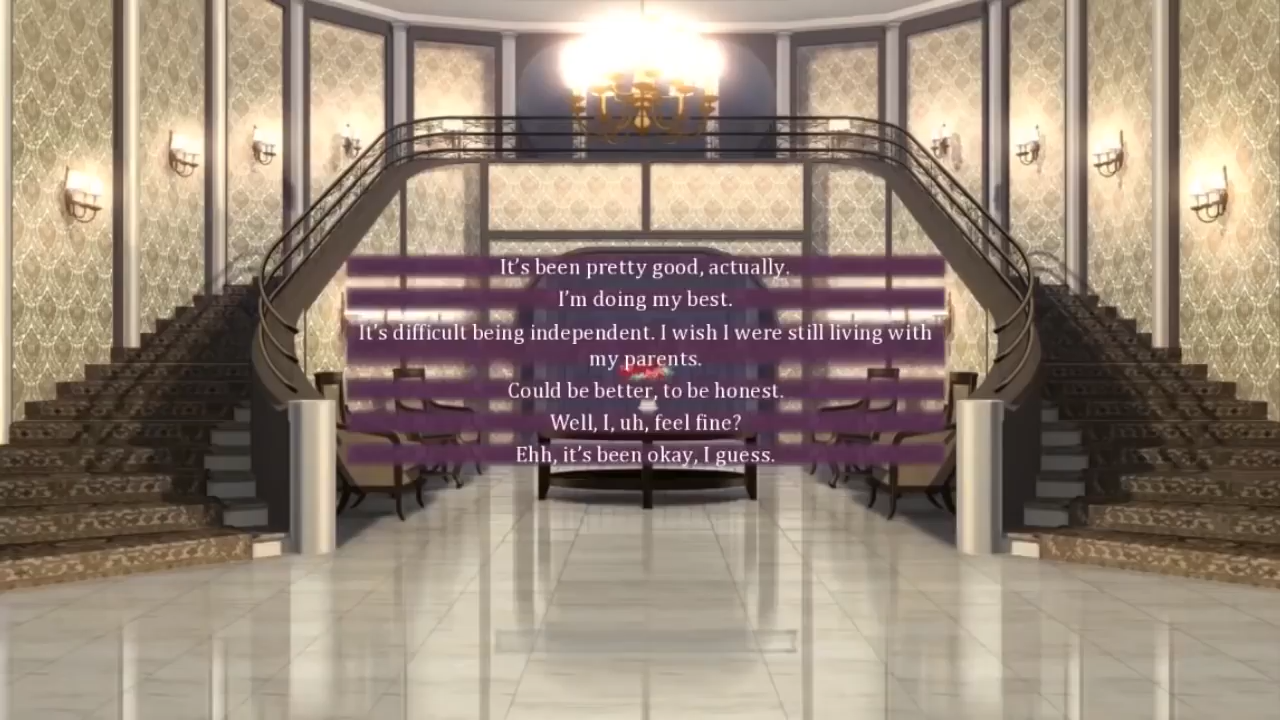 It’s been pretty good, actually.
I’m doing my best.
It’s difficult being independent. I wish I were still living with
my parents.
Could be better, to be honest.
Well, I, uh, feel fine?
Ehh, it’s been okay, I guess.